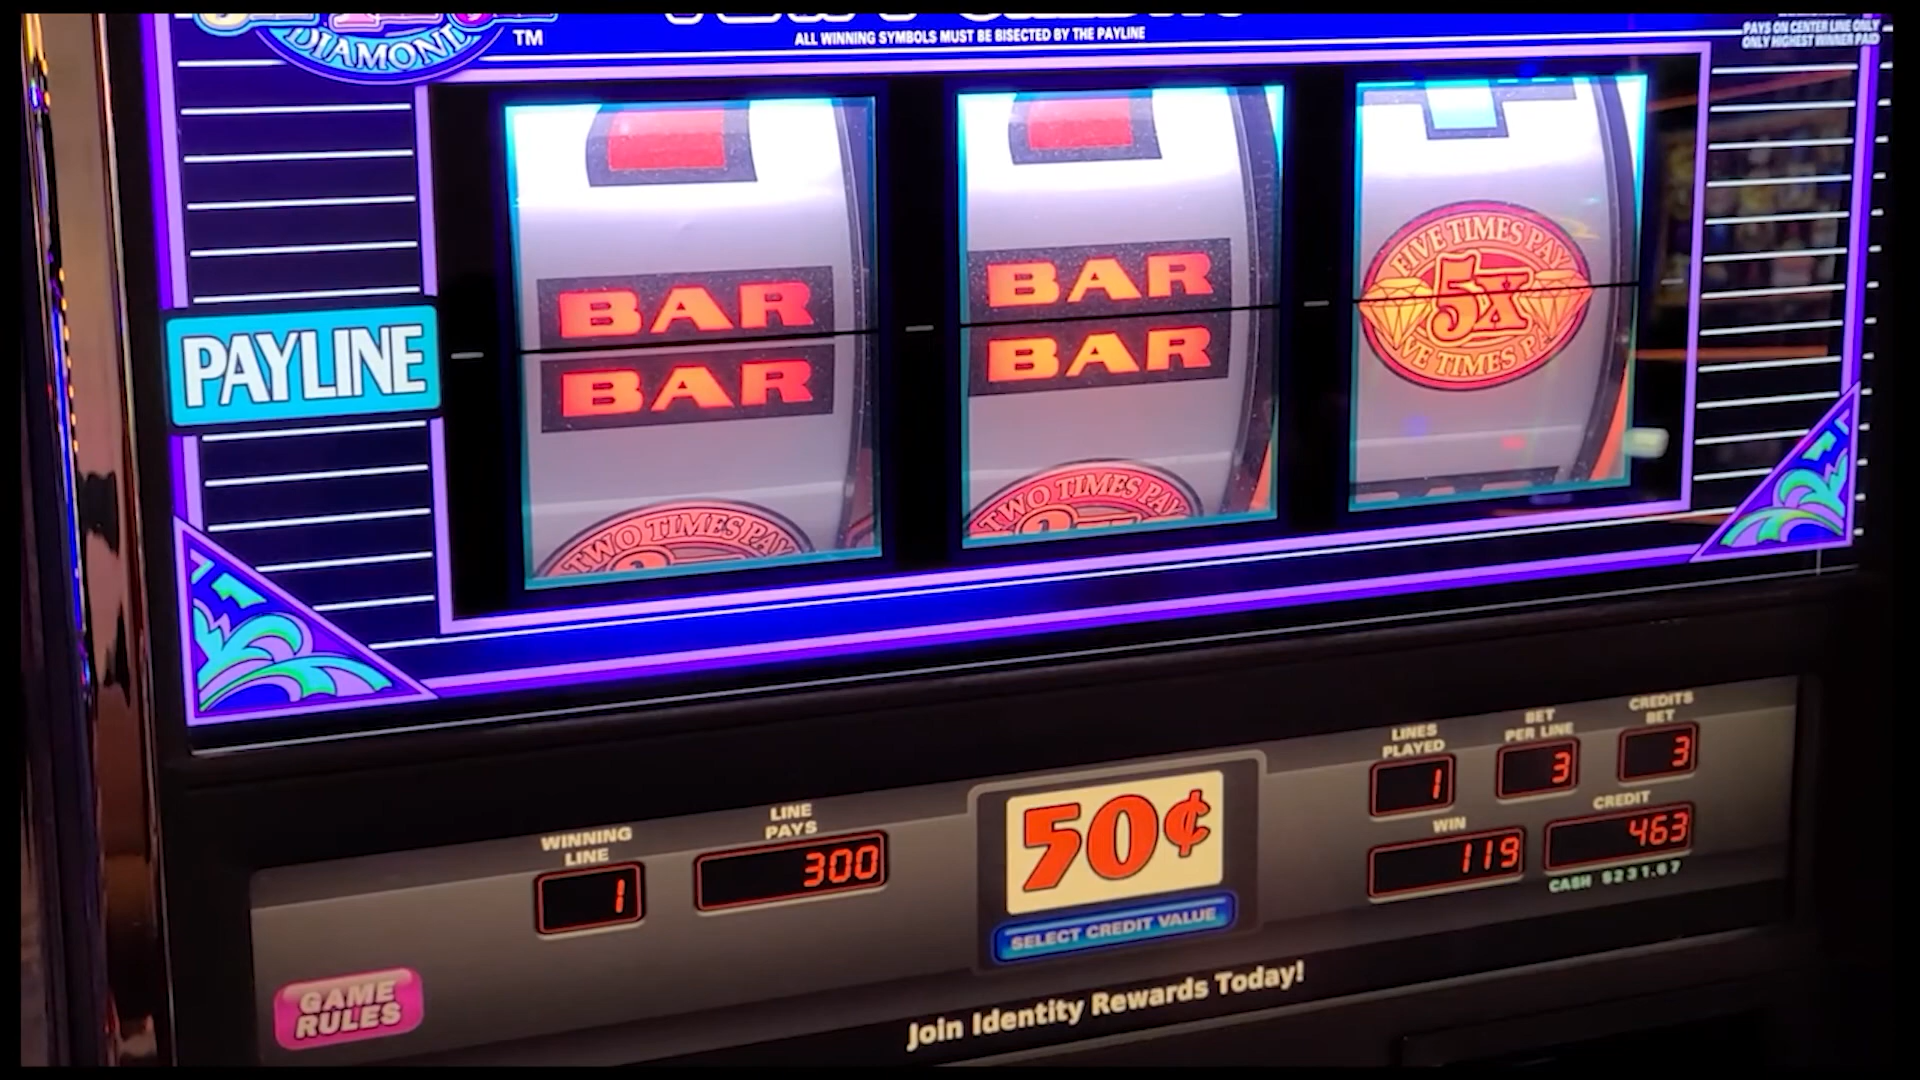 DIAMOND TM
ALL WINNING SYMBOLS MUST BE BISECTED BY THE PAYLINE
PAYS ON CENTER LINE ONLY
ONLY HIGHEST WINNER PAID
PAYLINE
BAR
BAR
TWO TIMES PAY
BAR
BAR
TWO TIMES PAY
FIVE TIMES PAY
5X
TIMES
WINNING
LINE
1
LINE
PAYS
300
50¢
SELECT CREDIT VALUE
LINES
PLAYED
1
BET
PER LINE
3
CREDITS
BET
3
WIN
119
CREDIT
463
CASH $231.67
GAME
RULES
Join Identity Rewards Today!